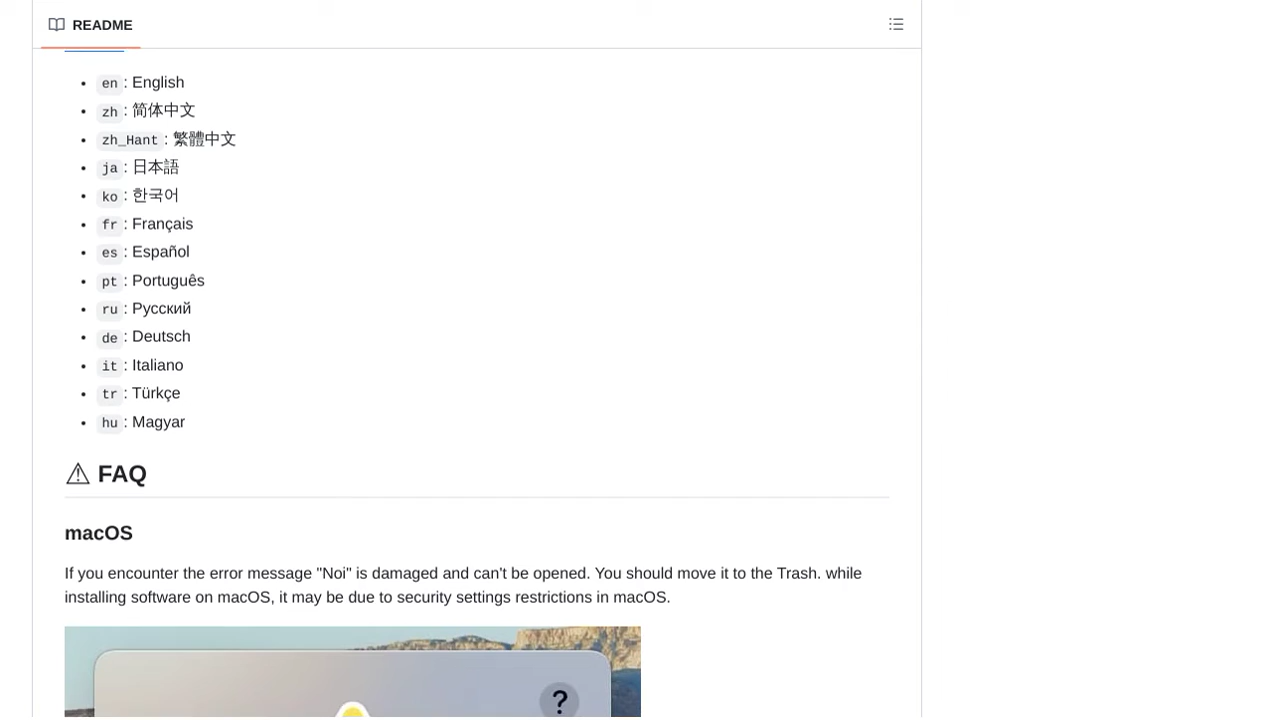 README
en: English
zh: 简体中文
zh_Hant: 繁體中文
ja: 日本語
ko: 한국어
fr: Français
es: Español
pt: Português
ru: Русский
de: Deutsch
it: Italiano
tr: Türkçe
hu: Magyar
⚠ FAQ
macOS
If you encounter the error message "Noi" is damaged and can't be opened. You should move it to the Trash. while
installing software on macOS, it may be due to security settings restrictions in macOS.
?